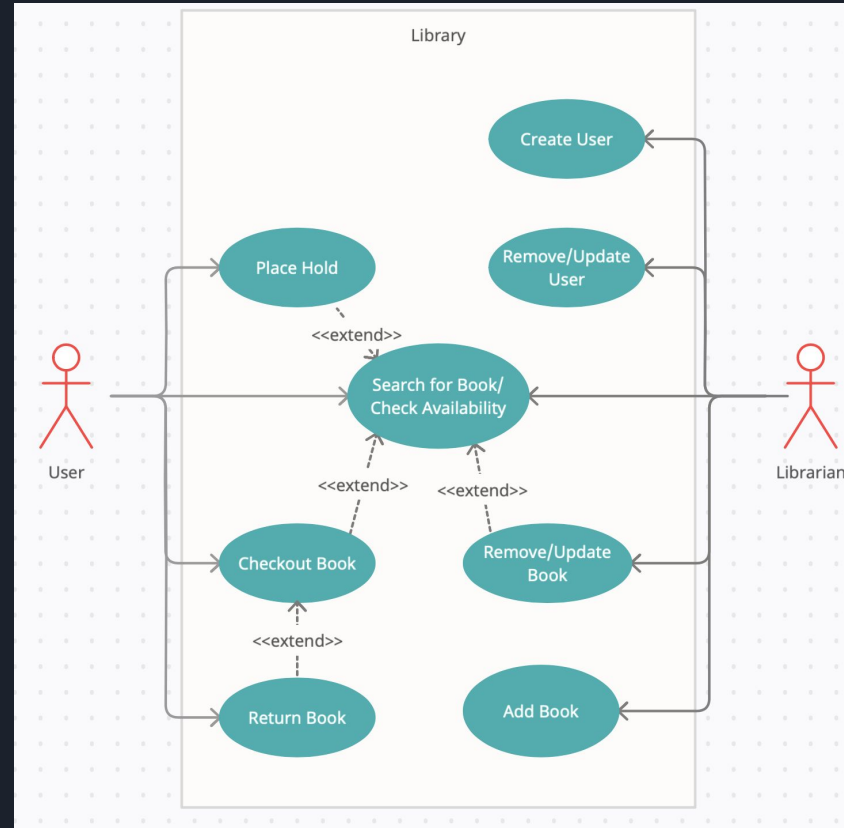 Library
Create User
Place Hold
Remove/Update
User
<<extend>>
Search for Book/
Check Availability
User
Librarian
<<extend>>
<<extend>>
Checkout Book
Remove/Update
Book
<<extend>>
Return Book
Add Book